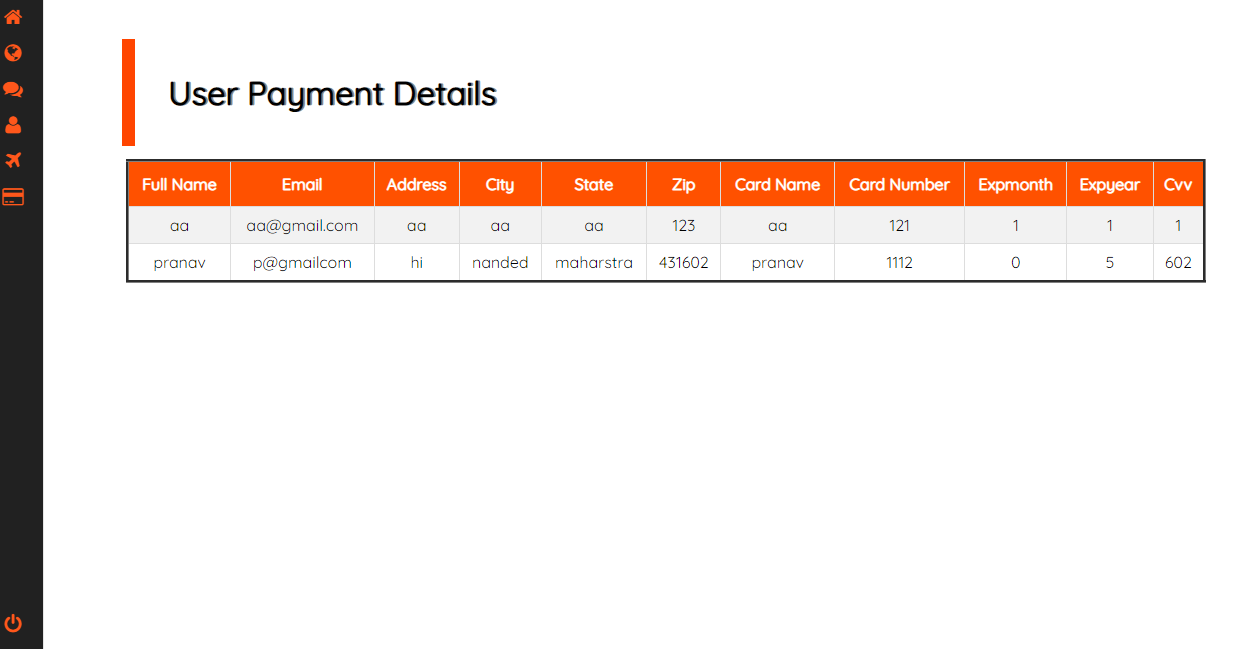 User Payment Details
Full Name Email Address City State Zip Card Name Card Number Expmonth Expyear Cvv
aa aa@gmail.com aa aa aa 123 aa 121 1 1 1
pranav p@gmailcom hi nanded maharstra 431602 pranav 1112 0 5 602